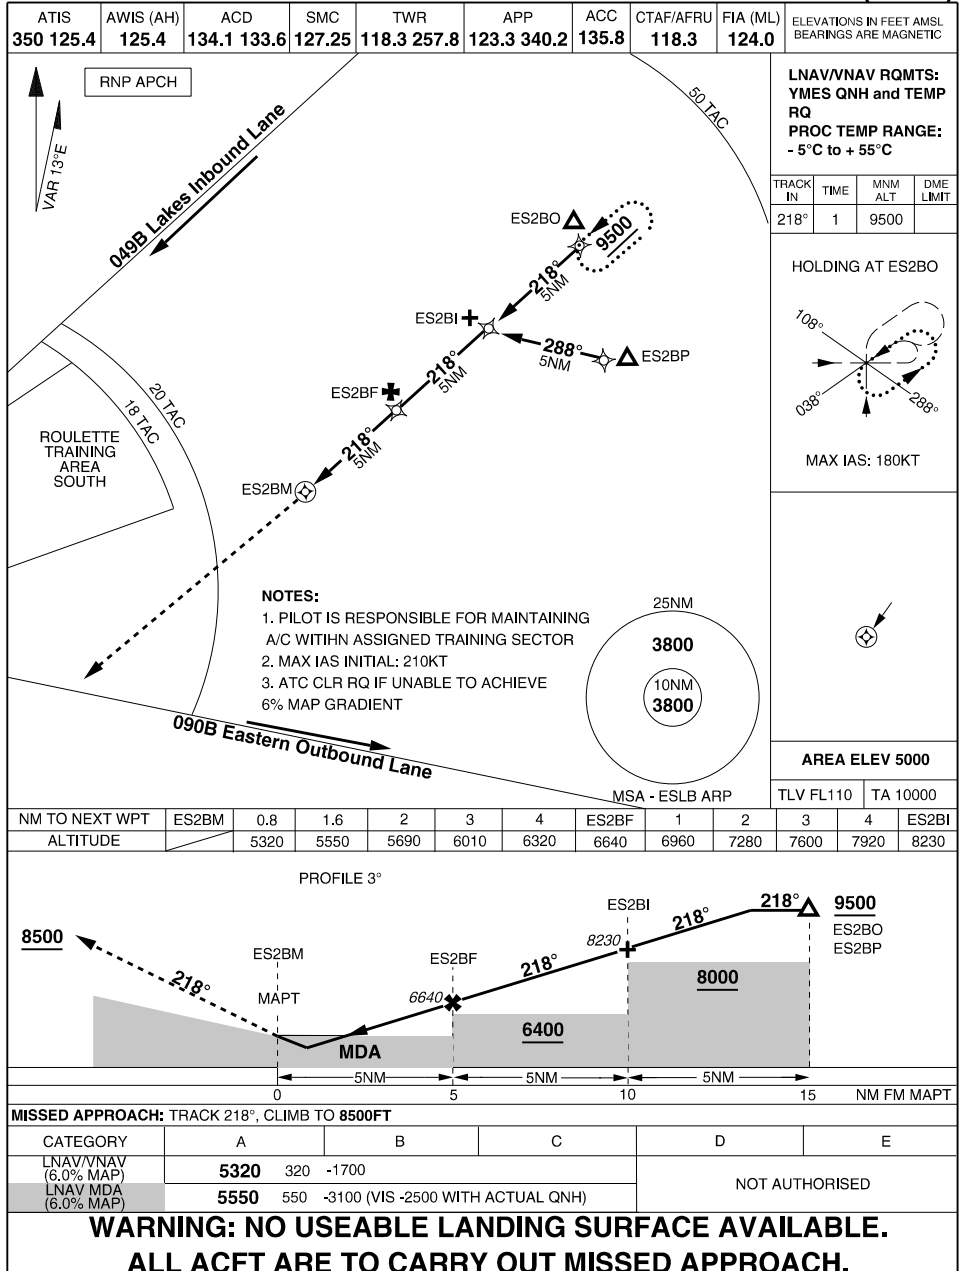 ATIS AWIS (AH) ACD SMC TWR APP ACC CTAF/AFRU FIA (ML) ELEVATIONS IN FEET AMSL
350 125.4 125.4 134.1 133.6 127.25 118.3 257.8 123.3 340.2 135.8 118.3 124.0 BEARINGS ARE MAGNETIC
RNP APCH
VAR 13°E
049B Lakes Inbound Lane
50 TAC
LNAV/VNAV RQMTS:
YMES QNH and TEMP
RQ
PROC TEMP RANGE:
- 5°C to + 55°C
TRACK IN TIME MNM ALT DME LIMIT
218° 1 9500
HOLDING AT ES2BO
108°
038°
288°
MAX IAS: 180KT
ES2BO
9500
218°
5NM
ES2BI
288°
5NM
ES2BP
218°
5NM
ES2BF
218°
5NM
ES2BM
20 TAC
18 TAC
ROULETTE
TRAINING
AREA
SOUTH
NOTES:
1. PILOT IS RESPONSIBLE FOR MAINTAINING
A/C WITIHN ASSIGNED TRAINING SECTOR
2. MAX IAS INITIAL: 210KT
3. ATC CLR RQ IF UNABLE TO ACHIEVE
6% MAP GRADIENT
25NM
3800
10NM
3800
MSA - ESLB ARP
090B Eastern Outbound Lane
AREA ELEV 5000
TLV FL110 TA 10000
NM TO NEXT WPT ES2BM 0.8 1.6 2 3 4 ES2BF 1 2 3 4 ES2BI
ALTITUDE 5320 5550 5690 6010 6320 6640 6960 7280 7600 7920 8230
PROFILE 3°
8500
218°
ES2BM
MAPT
MDA
ES2BF
6640
218°
6400
ES2BI
8230
218°
8000
218°
9500
ES2BO
ES2BP
5NM 5NM 5NM
0 5 10 15 NM FM MAPT
MISSED APPROACH: TRACK 218°, CLIMB TO 8500FT
CATEGORY A B C D E
LNAV/VNAV
(6.0% MAP) 5320 320 -1700
LNAV MDA
(6.0% MAP) 5550 550 -3100 (VIS -2500 WITH ACTUAL QNH)
NOT AUTHORISED
WARNING: NO USEABLE LANDING SURFACE AVAILABLE.
ALL ACFT ARE TO CARRY OUT MISSED APPROACH.